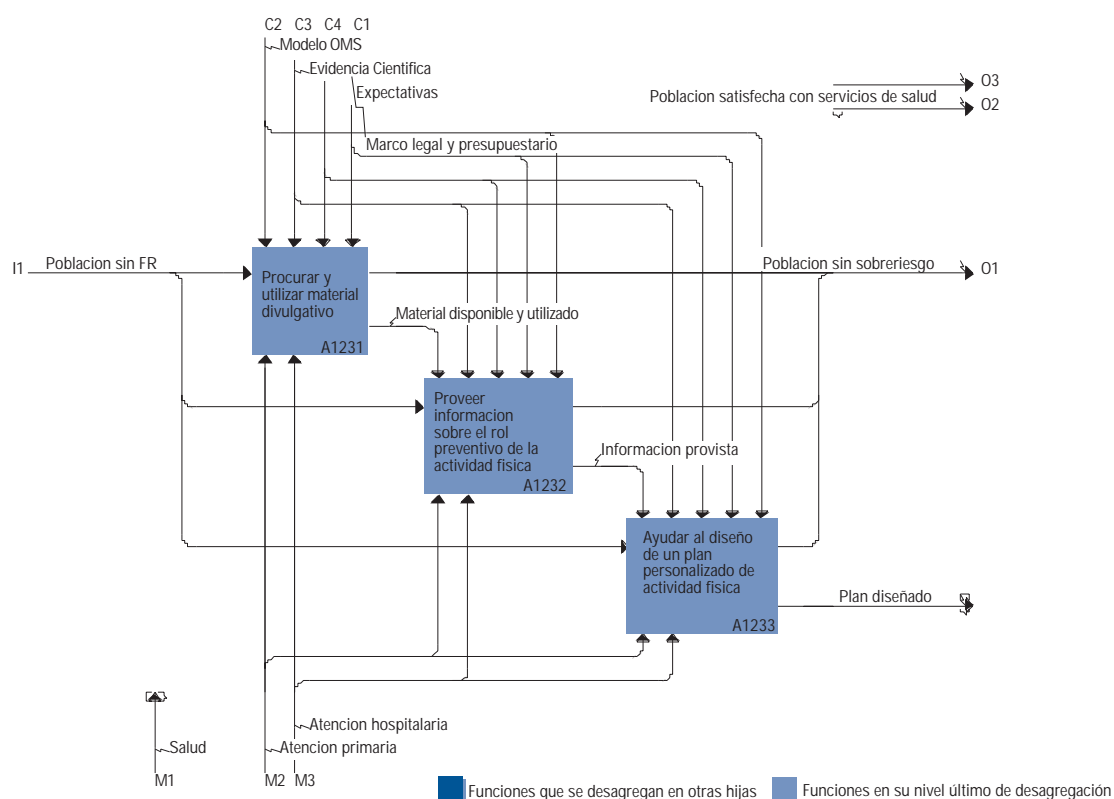 C2 C3 C4 C1
Modelo OMS
Evidencia Cientifica
Expectativas
Marco legal y presupuestario
O3
Poblacion satisfecha con servicios de salud
O2
I1
Poblacion sin FR
Procurar y
utilizar material
divulgativo
A1231
Poblacion sin sobreriesgo
O1
Material disponible y utilizado
Proveer
informacion
sobre el rol
preventivo de la
actividad fisica
A1232
Informacion provista
Ayudar al diseño
de un plan
personalizado de
actividad fisica
A1233
Plan diseñado
Atencion hospitalaria
Salud
Atencion primaria
M1
M2 M3
Funciones que se desagregan en otras hijas
Funciones en su nivel último de desagregación